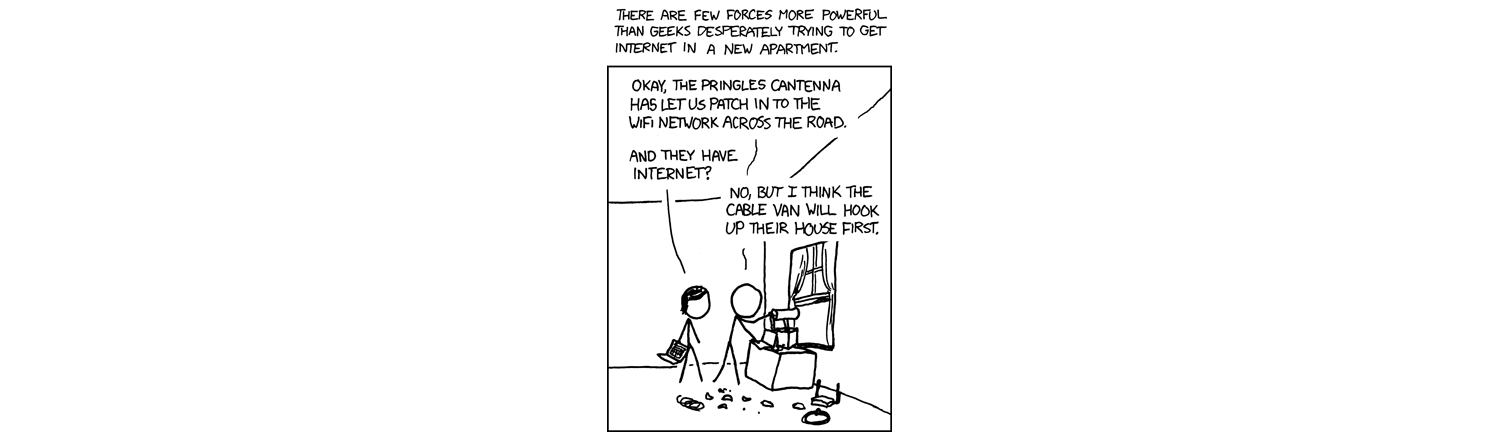 THERE ARE FEW FORCES MORE POWERFUL
THAN GEEKS DESPERATELY TRYING TO GET
INTERNET IN A NEW APARTMENT.
OKAY, THE PRINGLES CANTENNA
HAS LET US PATCH IN TO THE
WIFI NETWORK ACROSS THE ROAD.
AND THEY HAVE
INTERNET?
NO, BUT I THINK THE
CABLE VAN WILL HOOK
UP THEIR HOUSE FIRST.